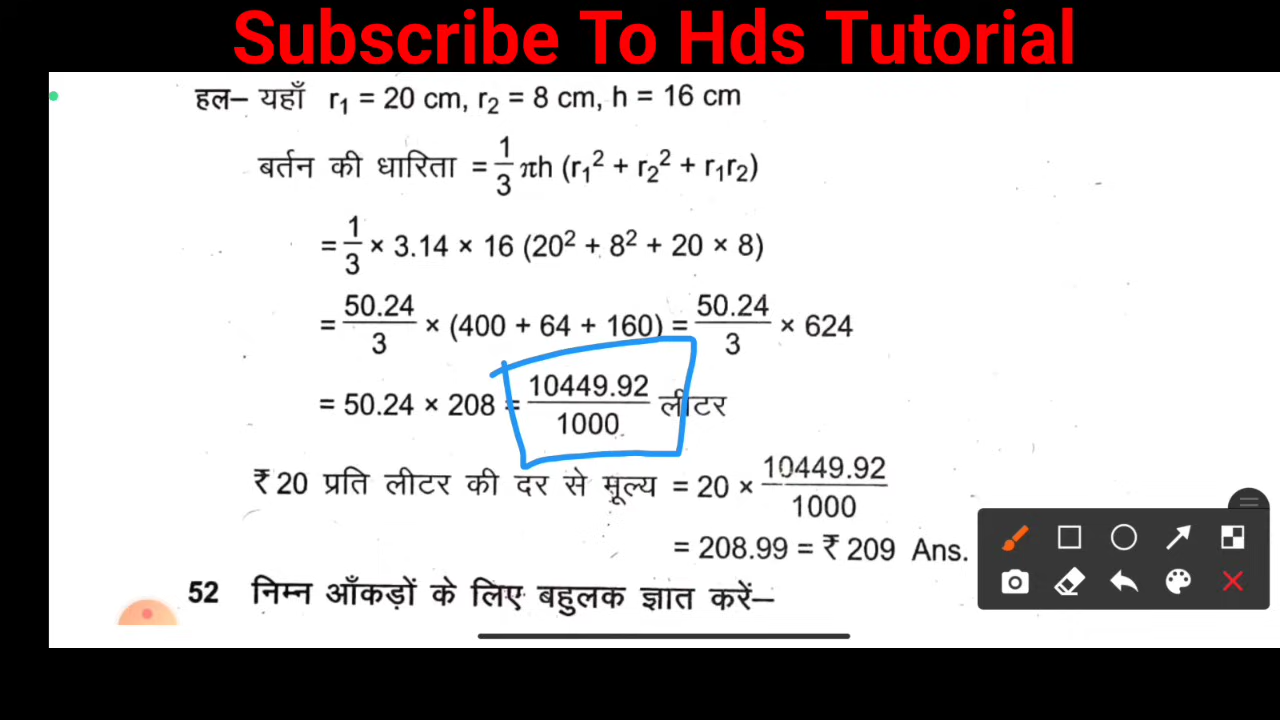 Subscribe To Hds Tutorial
हल– यहाँ r₁ = 20 cm, r₂ = 8 cm, h = 16 cm
बर्तन की धारिता = 1/3 πh (r₁² + r₂² + r₁r₂)
= 1/3 × 3.14 × 16 (20² + 8² + 20 × 8)
= 50.24/3 × (400 + 64 + 160) = 50.24/3 × 624
= 50.24 × 208 = 10449.92/1000 लीटर
₹ 20 प्रति लीटर की दर से मूल्य = 20 × 10449.92/1000
= 208.99 = ₹ 209 Ans.
52 निम्न आँकड़ों के लिए बहुलक ज्ञात करें–